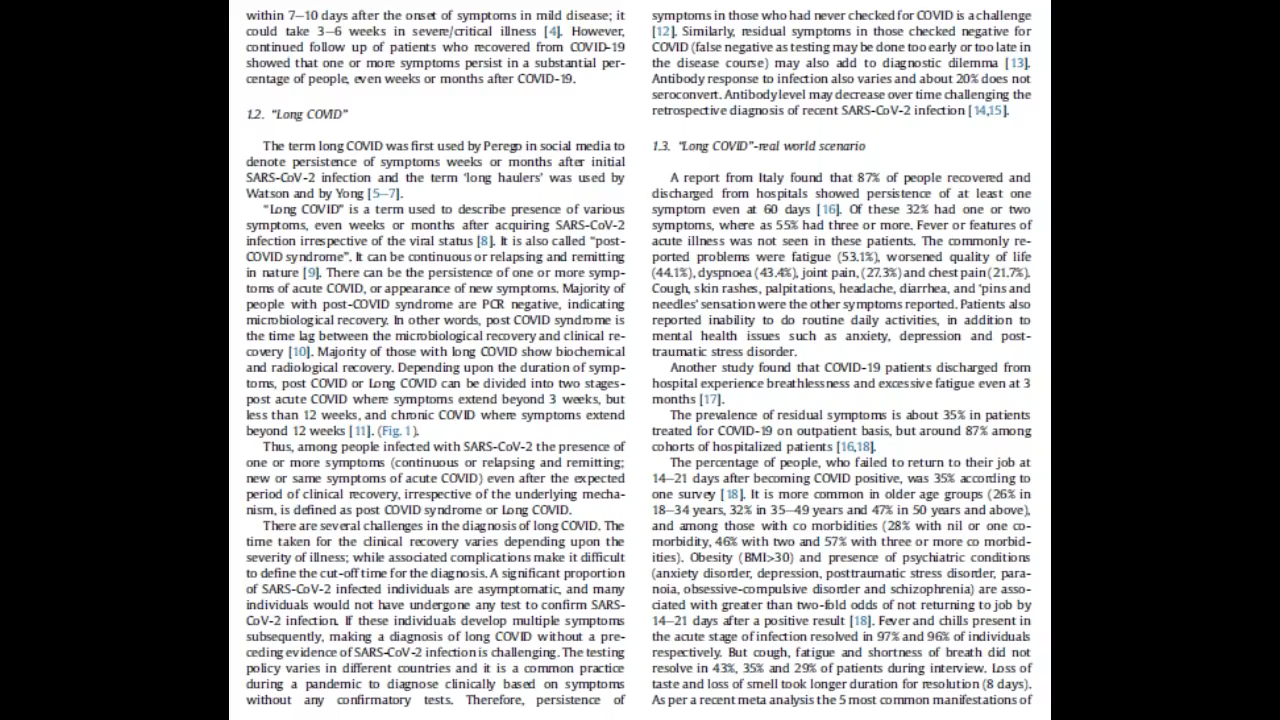 within 7–10 days after the onset of symptoms in mild disease; it
could take 3–6 weeks in severe/critical illness [4]. However,
continued follow up of patients who recovered from COVID-19
showed that one or more symptoms persist in a substantial per-
centage of people, even weeks or months after COVID-19.
1.2. “Long COVID”
The term long COVID was first used by Perego in social media to
denote persistence of symptoms weeks or months after initial
SARS-CoV-2 infection and the term ‘long haulers’ was used by
Watson and by Yong [5–7].
“Long COVID” is a term used to describe presence of various
symptoms, even weeks or months after acquiring SARS-CoV-2
infection irrespective of the viral status [8]. It is also called “post-
COVID syndrome”. It can be continuous or relapsing and remitting
in nature [9]. There can be the persistence of one or more symp-
toms of acute COVID, or appearance of new symptoms. Majority of
people with post-COVID syndrome are PCR negative, indicating
microbiological recovery. In other words, post COVID syndrome is
the time lag between the microbiological recovery and clinical re-
covery [10]. Majority of those with long COVID show biochemical
and radiological recovery. Depending upon the duration of symp-
toms, post COVID or Long COVID can be divided into two stages-
post acute COVID where symptoms extend beyond 3 weeks, but
less than 12 weeks, and chronic COVID where symptoms extend
beyond 12 weeks [11]. (Fig. 1).
Thus, among people infected with SARS-CoV-2 the presence of
one or more symptoms (continuous or relapsing and remitting;
new or same symptoms of acute COVID) even after the expected
period of clinical recovery, irrespective of the underlying mecha-
nism, is defined as post COVID syndrome or Long COVID.
There are several challenges in the diagnosis of long COVID. The
time taken for the clinical recovery varies depending upon the
severity of illness; while associated complications make it difficult
to define the cut-off time for the diagnosis. A significant proportion
of SARS-CoV-2 infected individuals are asymptomatic, and many
individuals would not have undergone any test to confirm SARS-
CoV-2 infection. If these individuals develop multiple symptoms
subsequently, making a diagnosis of long COVID without a pre-
ceding evidence of SARS-CoV-2 infection is challenging. The testing
policy varies in different countries and it is a common practice
during a pandemic to diagnose clinically based on symptoms
without any confirmatory tests. Therefore, persistence of
symptoms in those who had never checked for COVID is a challenge
[12]. Similarly, residual symptoms in those checked negative for
COVID (false negative as testing may be done too early or too late in
the disease course) may also add to diagnostic dilemma [13].
Antibody response to infection also varies and about 20% does not
seroconvert. Antibody level may decrease over time challenging the
retrospective diagnosis of recent SARS-CoV-2 infection [14,15].
1.3. “Long COVID”-real world scenario
A report from Italy found that 87% of people recovered and
discharged from hospitals showed persistence of at least one
symptom even at 60 days [16]. Of these 32% had one or two
symptoms, where as 55% had three or more. Fever or features of
acute illness was not seen in these patients. The commonly re-
ported problems were fatigue (53.1%), worsened quality of life
(44.1%), dyspnoea (43.4%), joint pain, (27.3%) and chest pain (21.7%).
Cough, skin rashes, palpitations, headache, diarrhea, and ‘pins and
needles’ sensation were the other symptoms reported. Patients also
reported inability to do routine daily activities, in addition to
mental health issues such as anxiety, depression and post-
traumatic stress disorder.
Another study found that COVID-19 patients discharged from
hospital experience breathlessness and excessive fatigue even at 3
months [17].
The prevalence of residual symptoms is about 35% in patients
treated for COVID-19 on outpatient basis, but around 87% among
cohorts of hospitalized patients [16,18].
The percentage of people, who failed to return to their job at
14–21 days after becoming COVID positive, was 35% according to
one survey [18]. It is more common in older age groups (26% in
18–34 years, 32% in 35–49 years and 47% in 50 years and above),
and among those with co morbidities (28% with nil or one co-
morbidity, 46% with two and 57% with three or more co morbid-
ities). Obesity (BMI>30) and presence of psychiatric conditions
(anxiety disorder, depression, posttraumatic stress disorder, para-
noia, obsessive-compulsive disorder and schizophrenia) are asso-
ciated with greater than two-fold odds of not returning to job by
14–21 days after a positive result [18]. Fever and chills present in
the acute stage of infection resolved in 97% and 96% of individuals
respectively. But cough, fatigue and shortness of breath did not
resolve in 43%, 35% and 29% of patients during interview. Loss of
taste and loss of smell took longer duration for resolution (8 days).
As per a recent meta analysis the 5 most common manifestations of